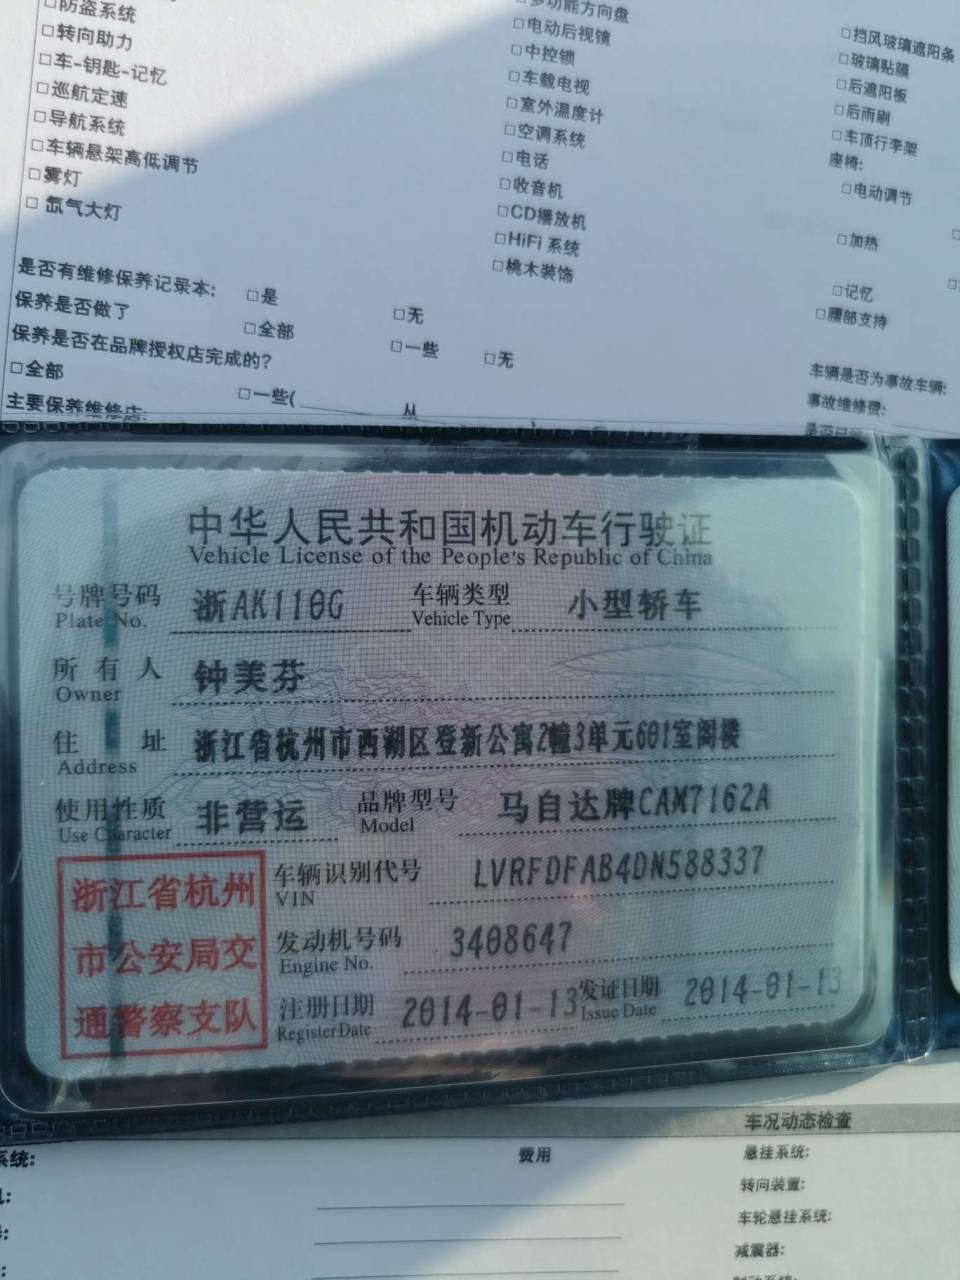 □防盗系统
□转向助力
□车-钥匙-记忆
□巡航定速
□导航系统
□车辆悬架高低调节
□雾灯
□氙气大灯
多功能方向盘
□电动后视镜
□中控锁
□车载电视
□室外温度计
□空调系统
□电话
□收音机
□CD播放机
□HiFi 系统
□桃木装饰
□挡风玻璃遮阳条
□玻璃贴膜
□后遮阳板
□后雨刷
□车顶行李架
座椅:
□电动调节
□加热
□记忆
□腰部支持
是否有维修保养记录本: □是 □无
保养是否做了 □全部 □一些 □无
保养是否在品牌授权店完成的?
□全部 □一些( 从
主要保养维修店:
车辆是否为事故车辆:
事故维修费:
中华人民共和国机动车行驶证
Vehicle License of the People's Republic of China
号牌号码 浙AK110G 车辆类型 小型轿车
Plate No. Vehicle Type
所有人 钟美芬
Owner
住址 浙江省杭州市西湖区登新公寓2幢3单元601室阁楼
Address
使用性质 非营运 品牌型号 马自达牌CAM7162A
Use Character Model
浙江省杭州
市公安局交
通警察支队
车辆识别代号 LVRFDFAB4DN588337
VIN
发动机号码 3408647
Engine No.
注册日期 2014-01-13 发证日期 2014-01-13
Register Date Issue Date
系统: 费用
车况动态检查
悬挂系统:
转向装置:
车轮悬挂系统:
减震器: